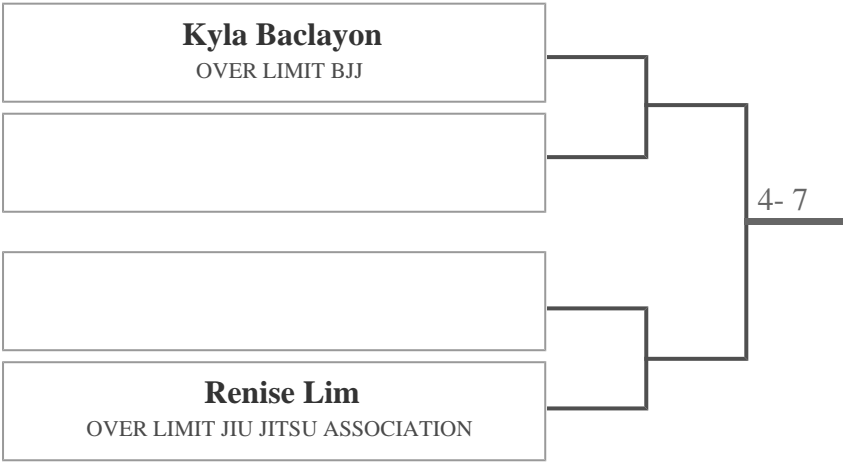 Kyla Baclayon
OVER LIMIT BJJ
4- 7
Renise Lim
OVER LIMIT JIU JITSU ASSOCIATION